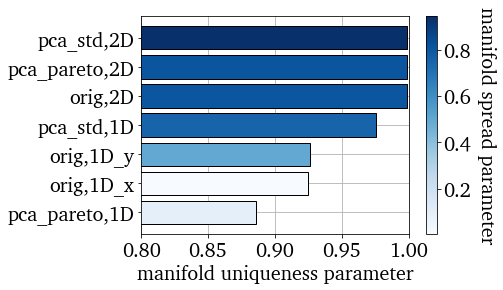 pca_std,2D
pca_pareto,2D
orig,2D
pca_std,1D
orig,1D_y
orig,1D_x
pca_pareto,1D
0.80 0.85 0.90 0.95 1.00
manifold uniqueness parameter
0.8
0.6
0.4
0.2
manifold spread parameter